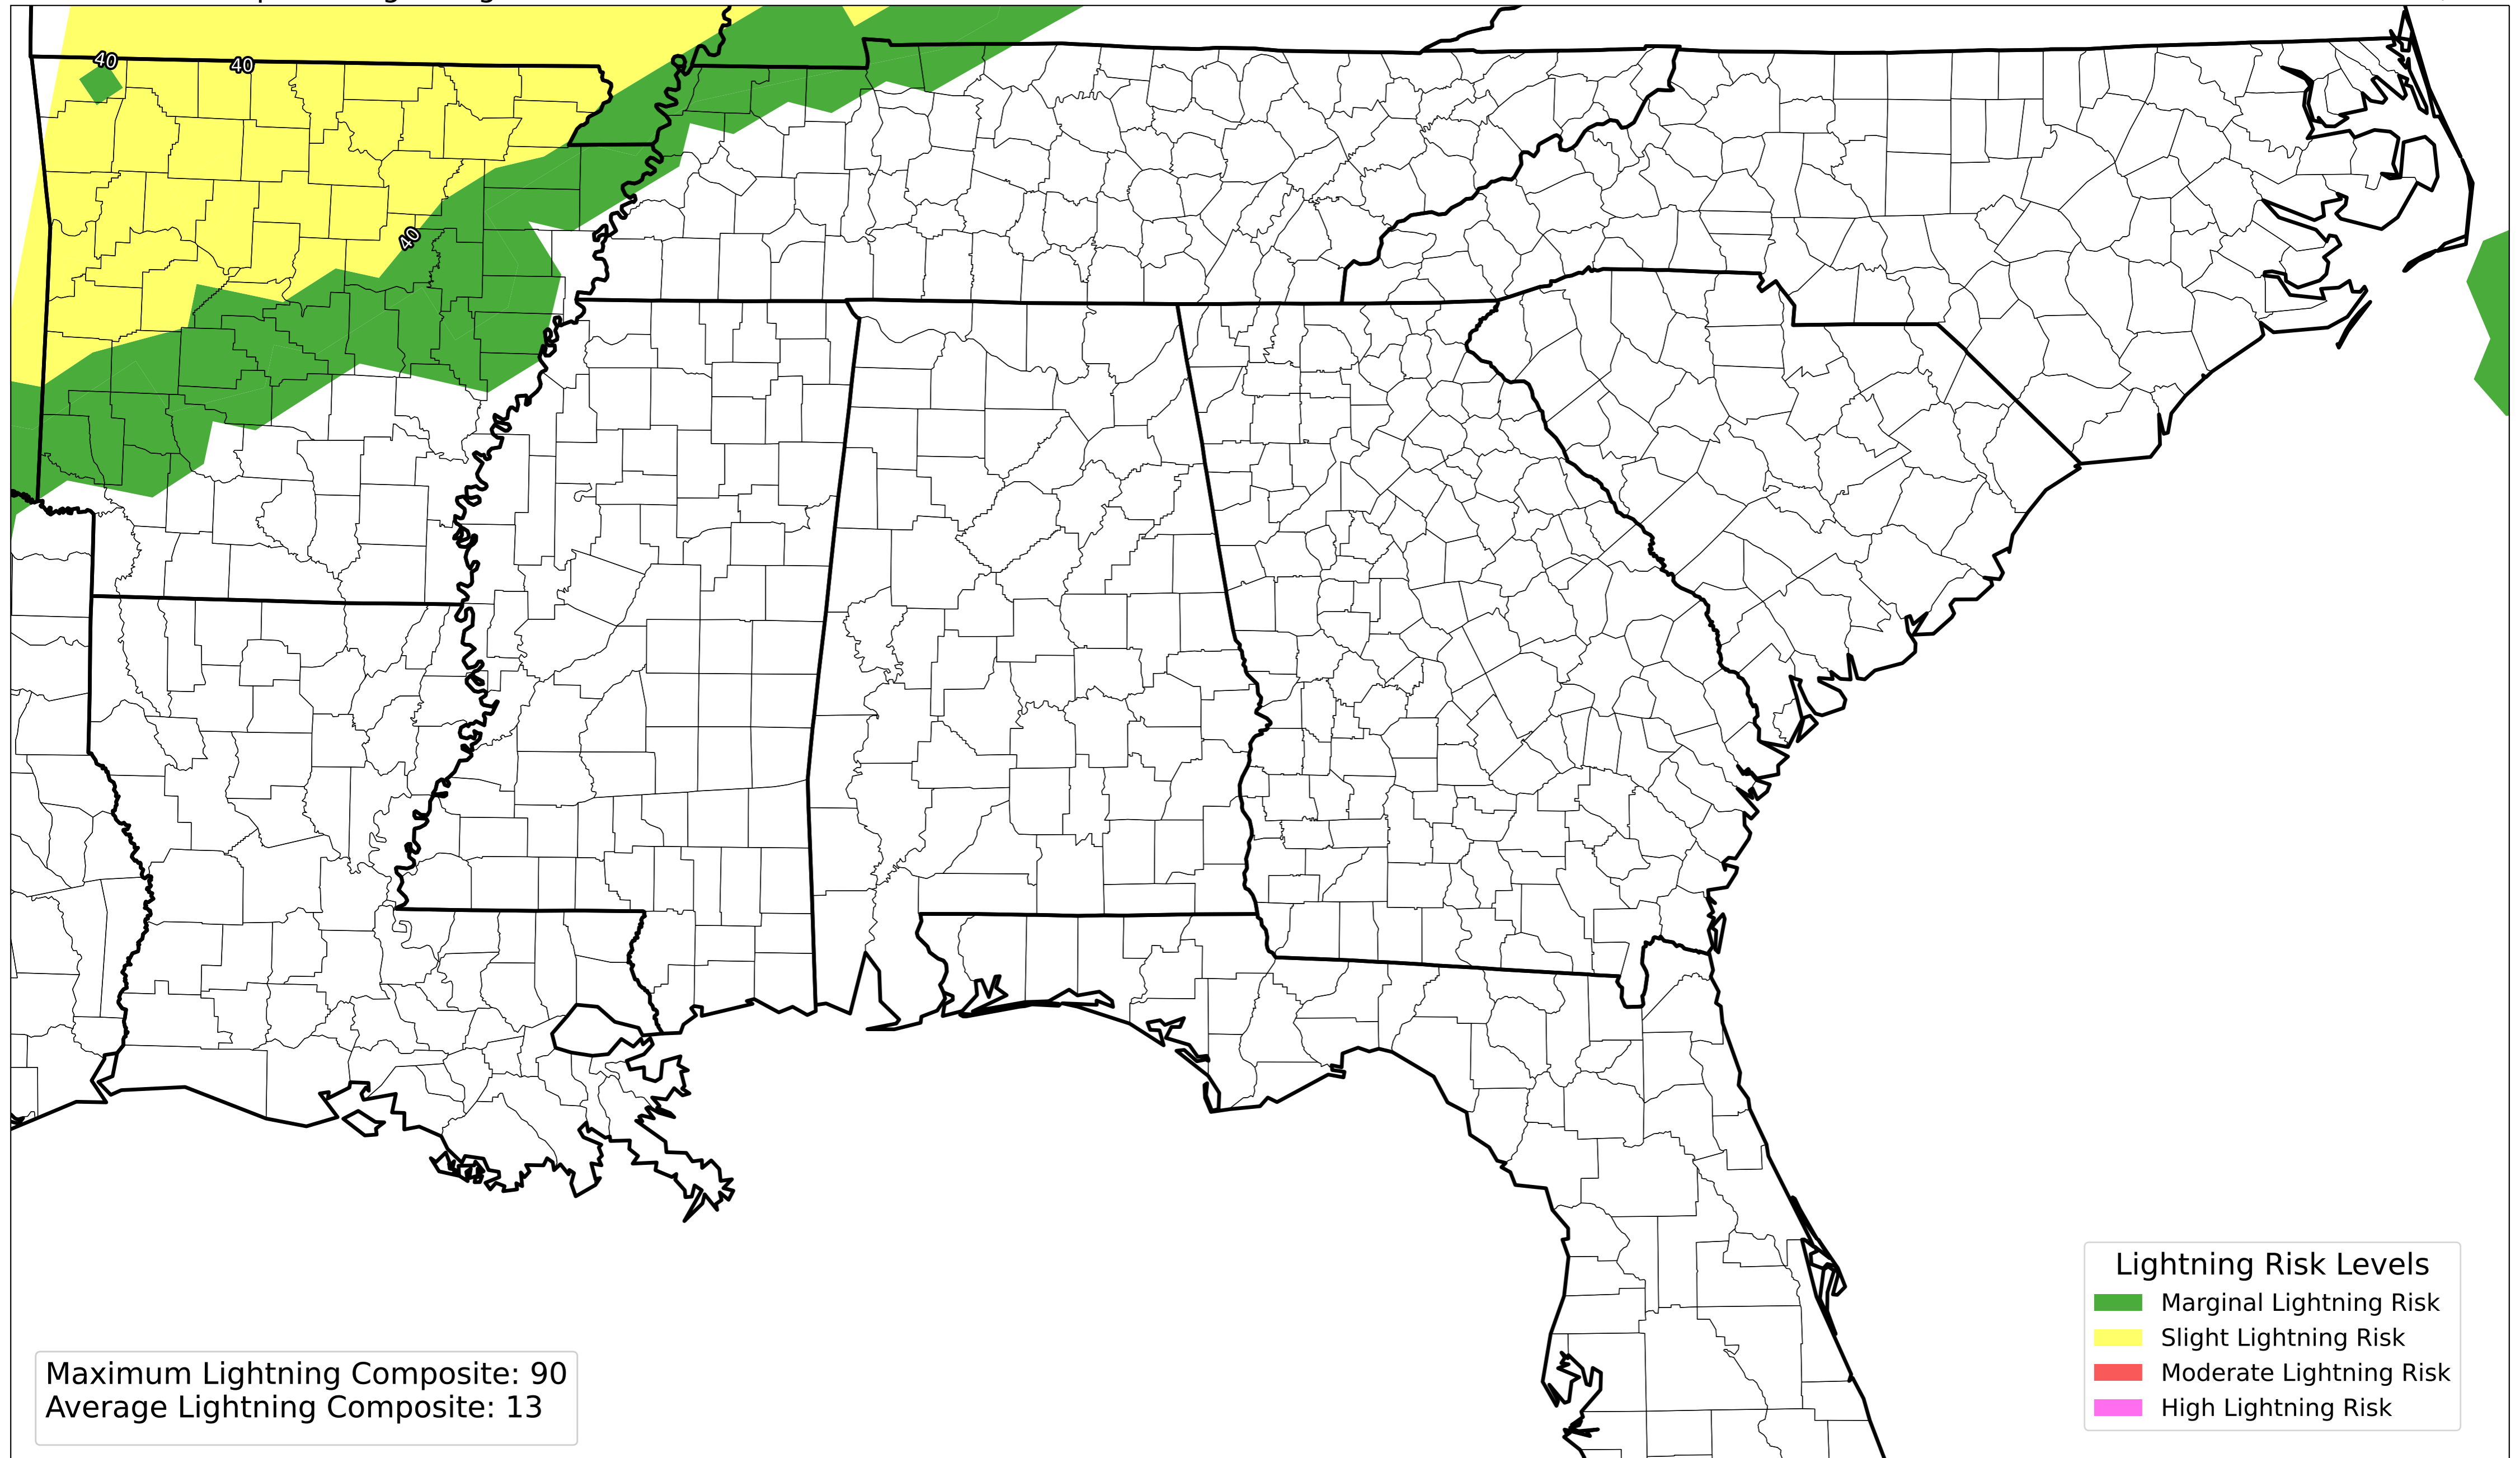 40
40
40
Lightning Risk Levels
Marginal Lightning Risk
Slight Lightning Risk
Moderate Lightning Risk
High Lightning Risk
Maximum Lightning Composite: 90
Average Lightning Composite: 13